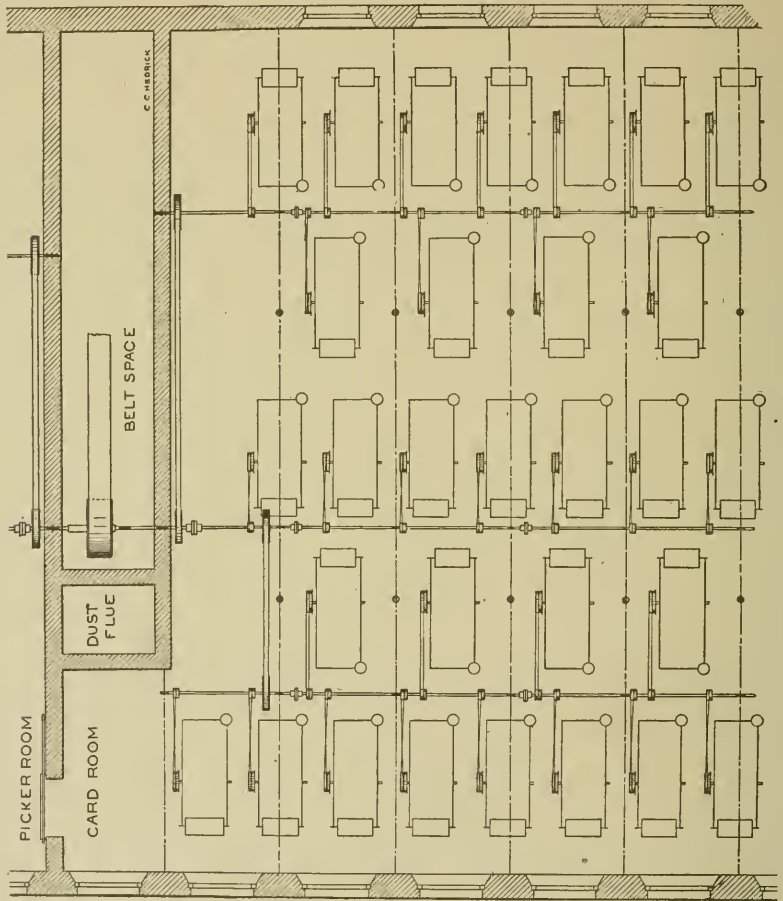 C C HEDRICK
BELT SPACE
DUST
FLUE
PICKER ROOM
CARD ROOM